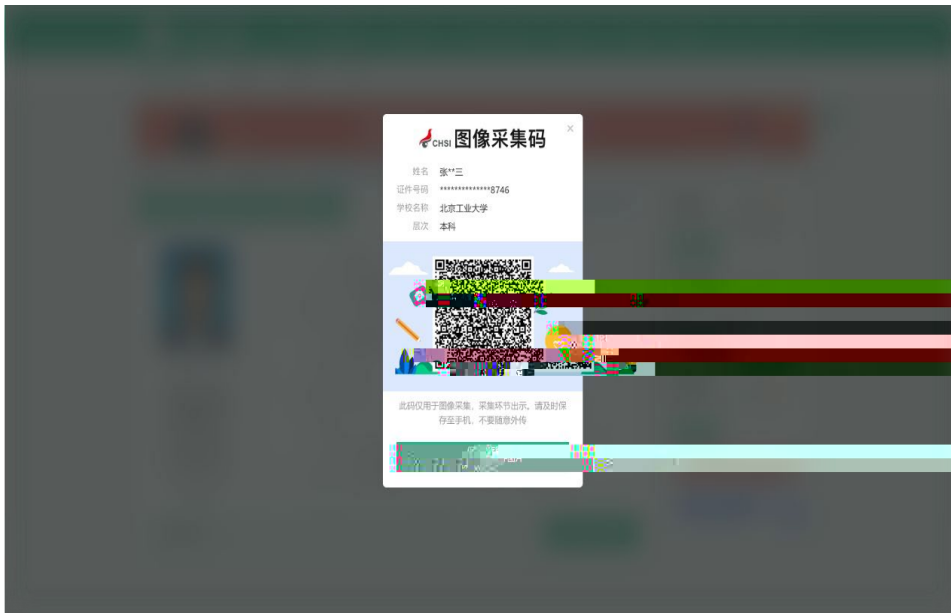 CHSI 图像采集码 ×
姓名 张**三
证件号码 **************8746
学校名称 北京工业大学
层次 本科
此码仅用于图像采集，采集环节出示。请及时保
存至手机，不要随意外传